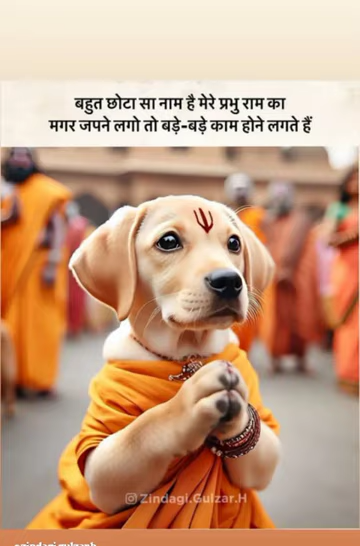 बहुत छोटा सा नाम है मेरे प्रभु राम का
मगर जपने लगो तो बड़े-बड़े काम होने लगते हैं
Zindagi.Gulzar.H